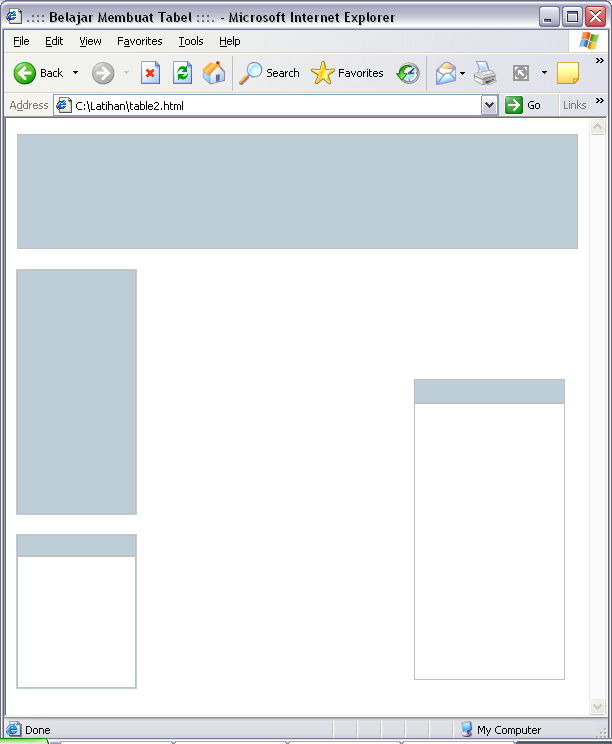 .::: Belajar Membuat Tabel :::. - Microsoft Internet Explorer
File Edit View Favorites Tools Help
Back Search Favorites »
Address C:\Latihan\table2.html Go Links »
Done My Computer